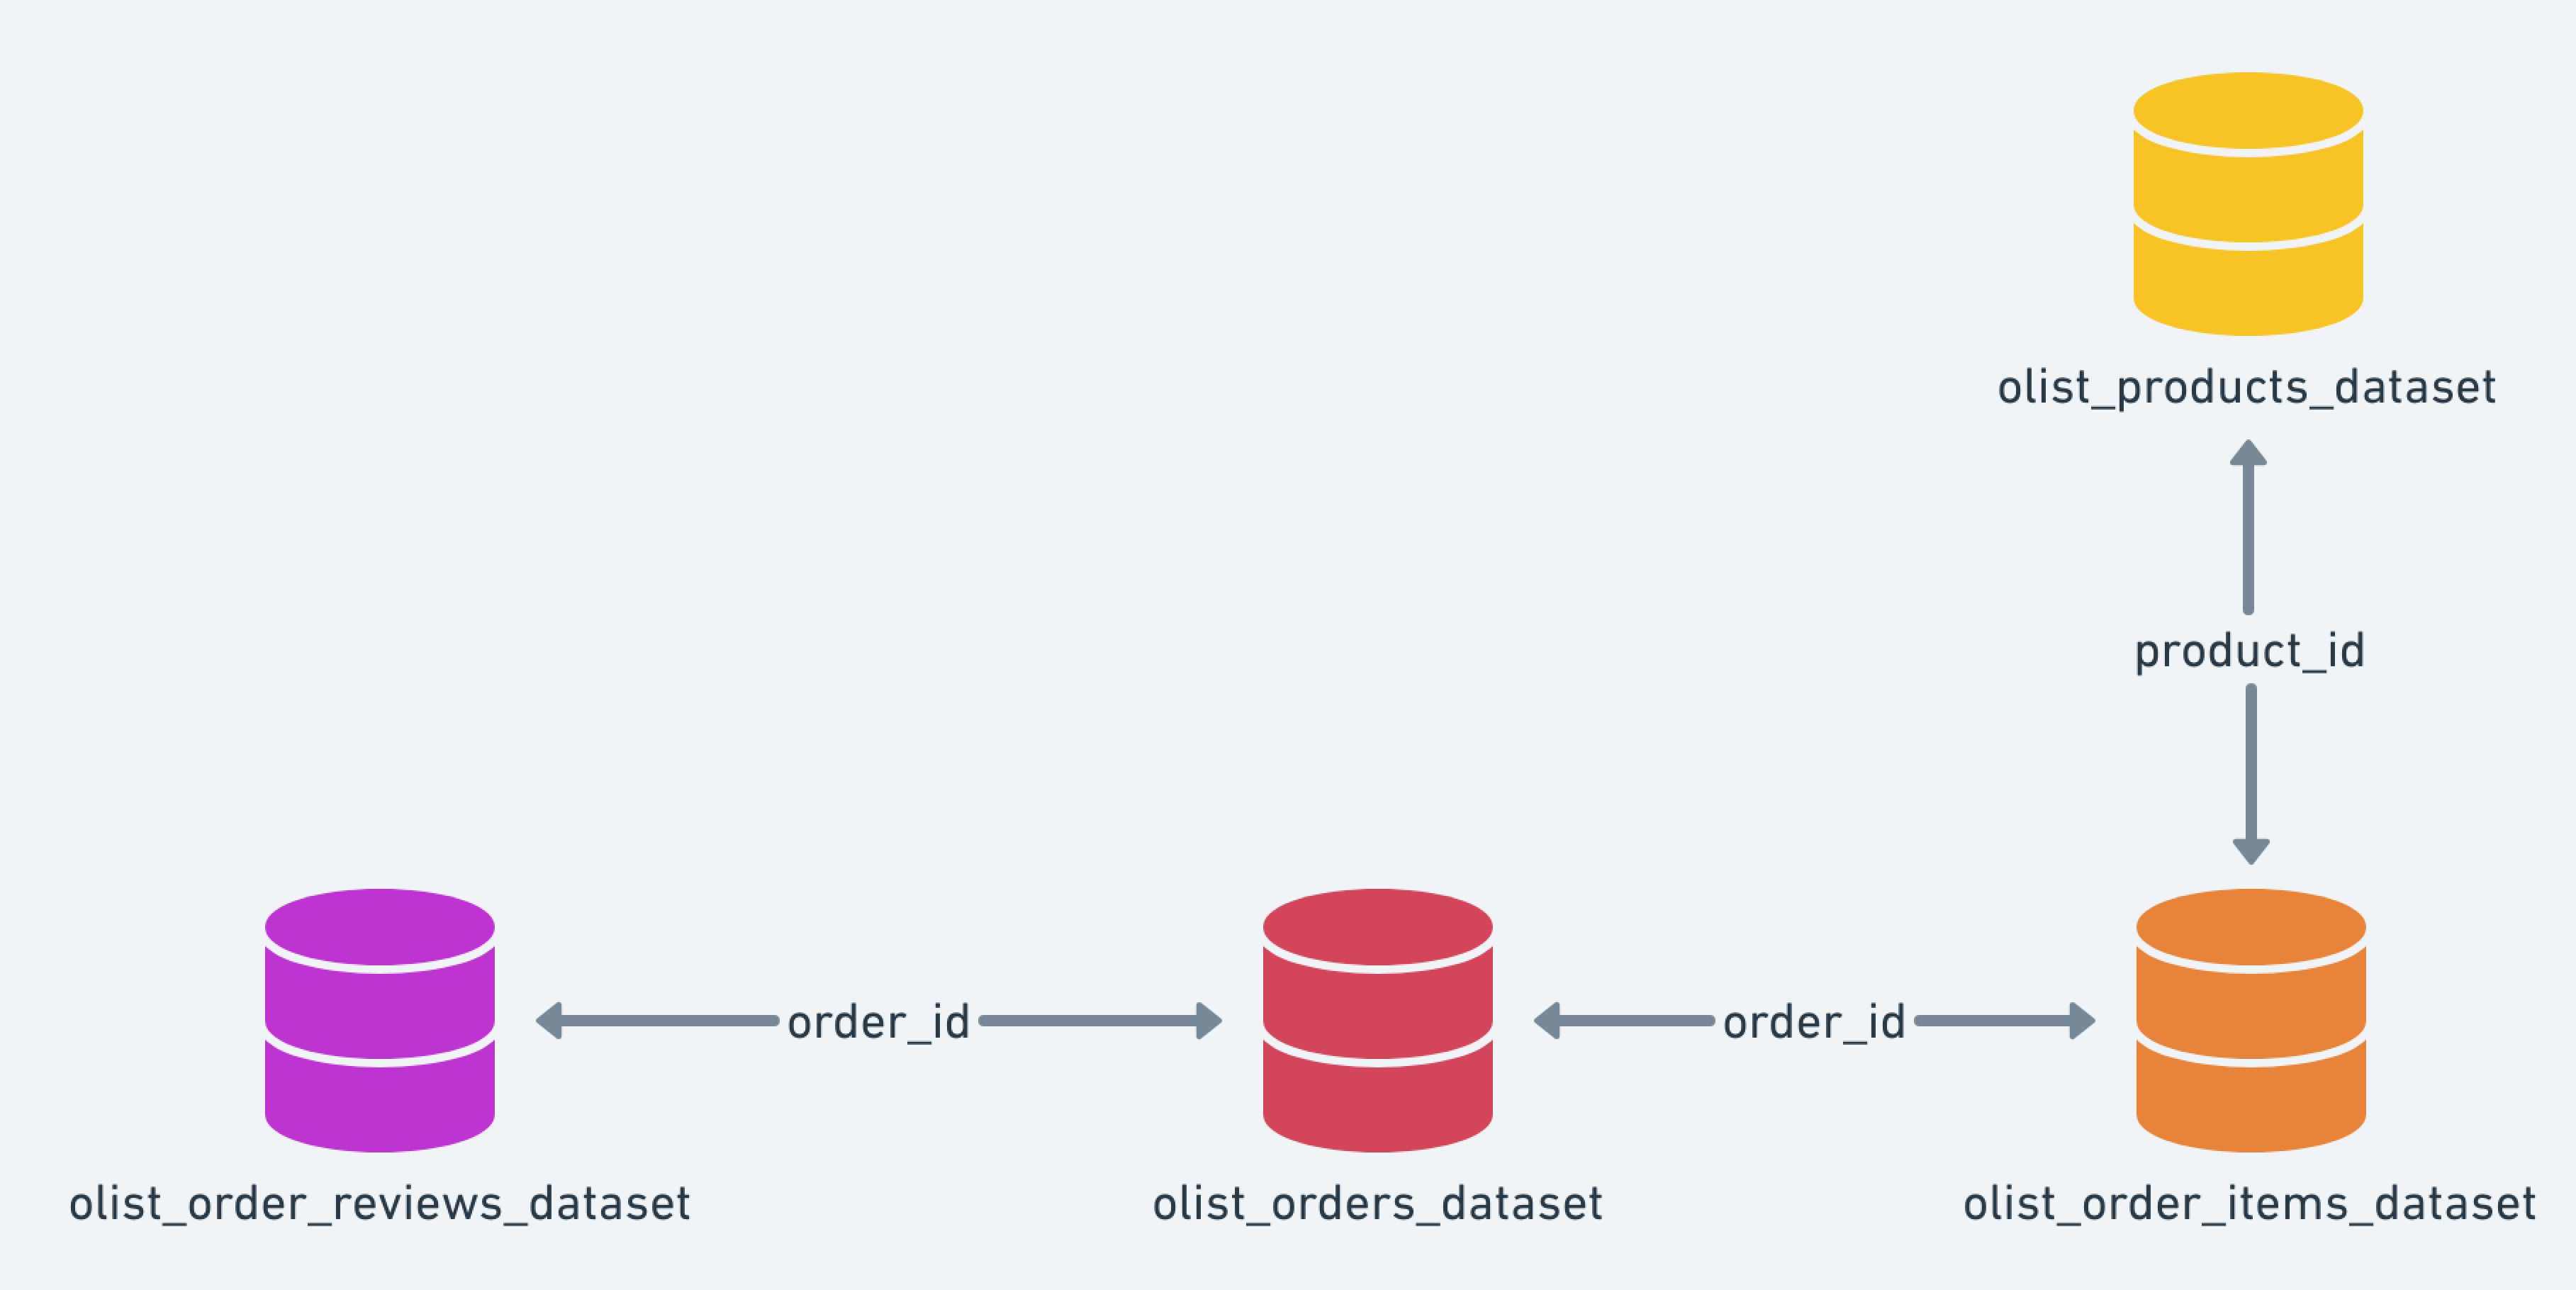 olist_products_dataset
product_id
order_id
order_id
olist_order_reviews_dataset
olist_orders_dataset
olist_order_items_dataset